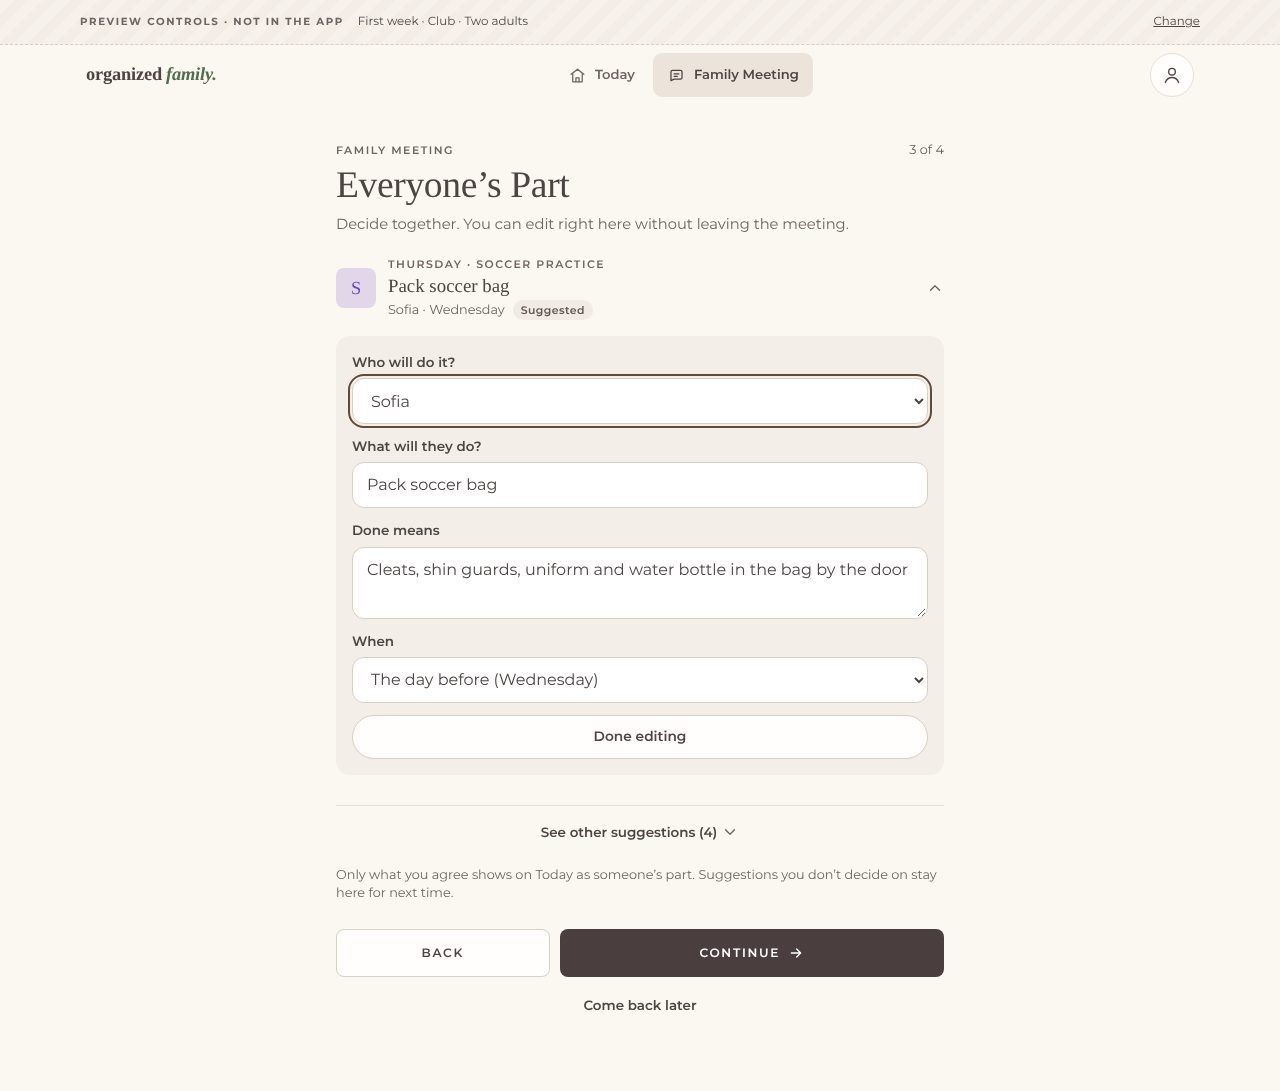 PREVIEW CONTROLS · NOT IN THE APP First week · Club · Two adults Change
organized family. Today Family Meeting
FAMILY MEETING 3 of 4
Everyone’s Part
Decide together. You can edit right here without leaving the meeting.
THURSDAY · SOCCER PRACTICE
S Pack soccer bag
Sofia · Wednesday Suggested
Who will do it?
Sofia
What will they do?
Pack soccer bag
Done means
Cleats, shin guards, uniform and water bottle in the bag by the door
When
The day before (Wednesday)
Done editing
See other suggestions (4)
Only what you agree shows on Today as someone’s part. Suggestions you don’t decide on stay
here for next time.
BACK CONTINUE →
Come back later